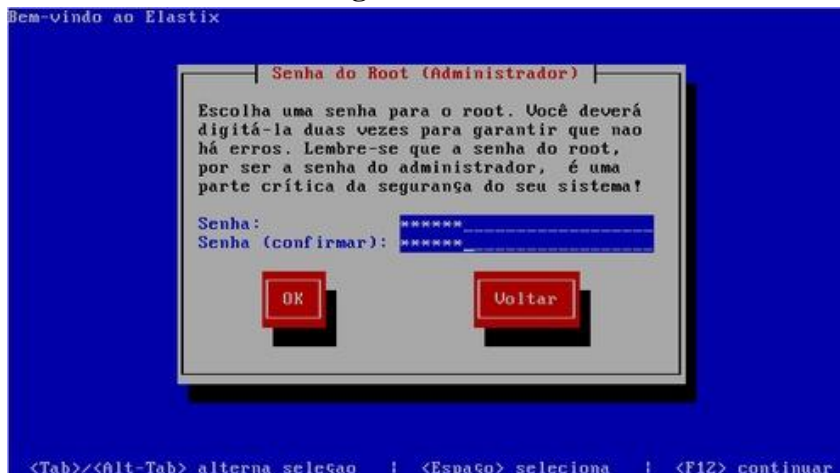 Bem-vindo ao Elastix
Senha do Root (Administrador)
Escolha uma senha para o root. Você deverá
digitá-la duas vezes para garantir que nao
há erros. Lembre-se que a senha do root,
por ser a senha do administrador, é uma
parte crítica da segurança do seu sistema!
Senha: ******
Senha (confirmar): ******
OK Voltar
<Tab>/<Alt-Tab> alterna seleçao | <Espaço> seleciona | <F12> continuar